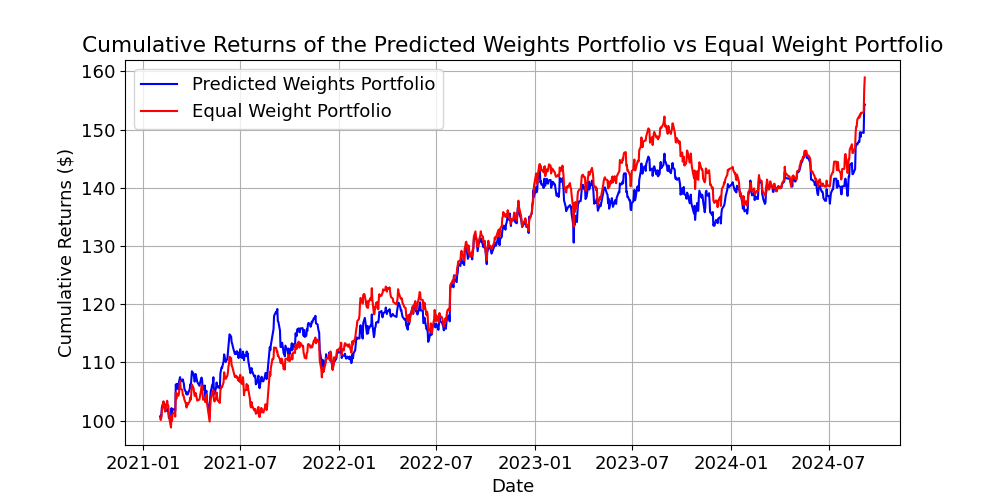 Cumulative Returns of the Predicted Weights Portfolio vs Equal Weight Portfolio
Predicted Weights Portfolio
Equal Weight Portfolio
Cumulative Returns ($)
160
150
140
130
120
110
100
2021-01 2021-07 2022-01 2022-07 2023-01 2023-07 2024-01 2024-07
Date